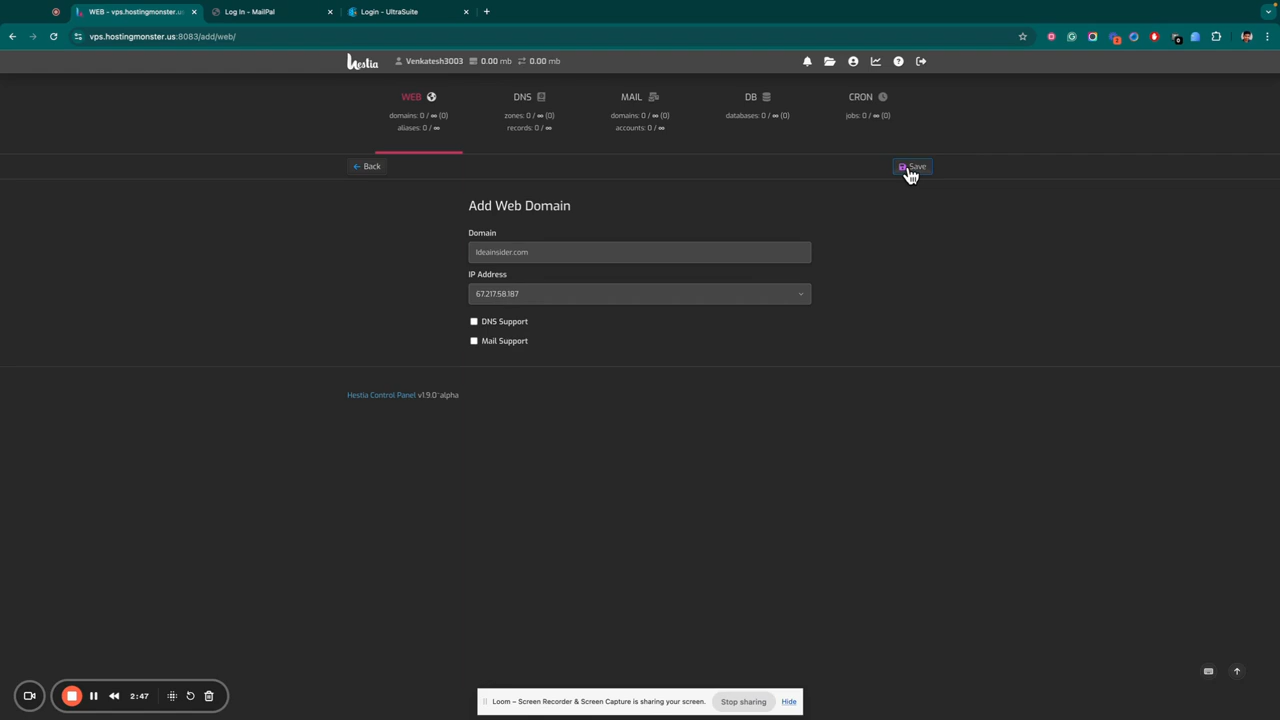 WEB - vps.hostingmonster.us:
Log In - MailPal
Login - UltraSuite
vps.hostingmonster.us:8083/add/web/
Hestia
Venkatesh3003 0.00 mb 0.00 mb
WEB
domains: 0 / ∞ (0)
aliases: 0 / ∞
DNS
zones: 0 / ∞ (0)
records: 0 / ∞
MAIL
domains: 0 / ∞ (0)
accounts: 0 / ∞
DB
databases: 0 / ∞ (0)
CRON
jobs: 0 / ∞ (0)
Back
Save
Add Web Domain
Domain
Ideainsider.com
IP Address
67.217.58.187
DNS Support
Mail Support
Hestia Control Panel v1.9.0~alpha
2:47
Loom – Screen Recorder & Screen Capture is sharing your screen.
Stop sharing
Hide